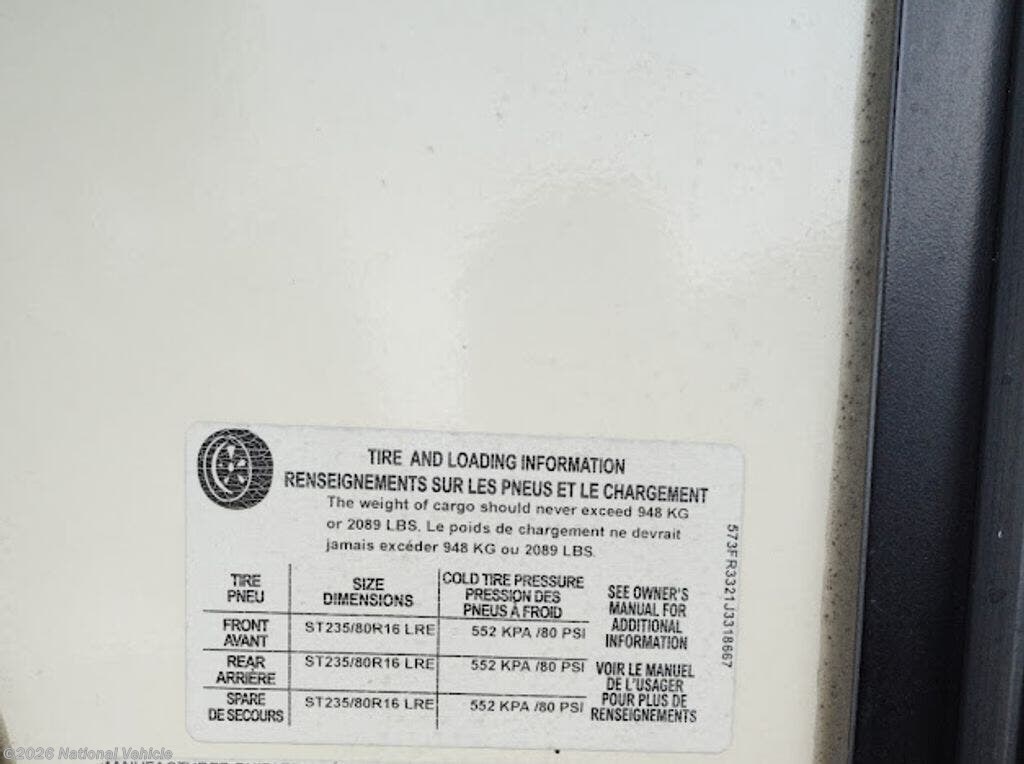 TIRE AND LOADING INFORMATION
RENSEIGNEMENTS SUR LES PNEUS ET LE CHARGEMENT
The weight of cargo should never exceed 948 KG
or 2089 LBS. Le poids de chargement ne devrait
jamais excéder 948 KG ou 2089 LBS.
TIRE
PNEU
SIZE
DIMENSIONS
COLD TIRE PRESSURE
PRESSION DES
PNEUS À FROID
SEE OWNER'S
MANUAL FOR
ADDITIONAL
INFORMATION
FRONT
AVANT
ST235/80R16 LRE
552 KPA /80 PSI
REAR
ARRIÈRE
ST235/80R16 LRE
552 KPA /80 PSI
VOIR LE MANUEL
DE L'USAGER
POUR PLUS DE
RENSEIGNEMENTS
SPARE
DE SECOURS
ST235/80R16 LRE
552 KPA /80 PSI
573FR3321J3318667
©2026 National Vehicle